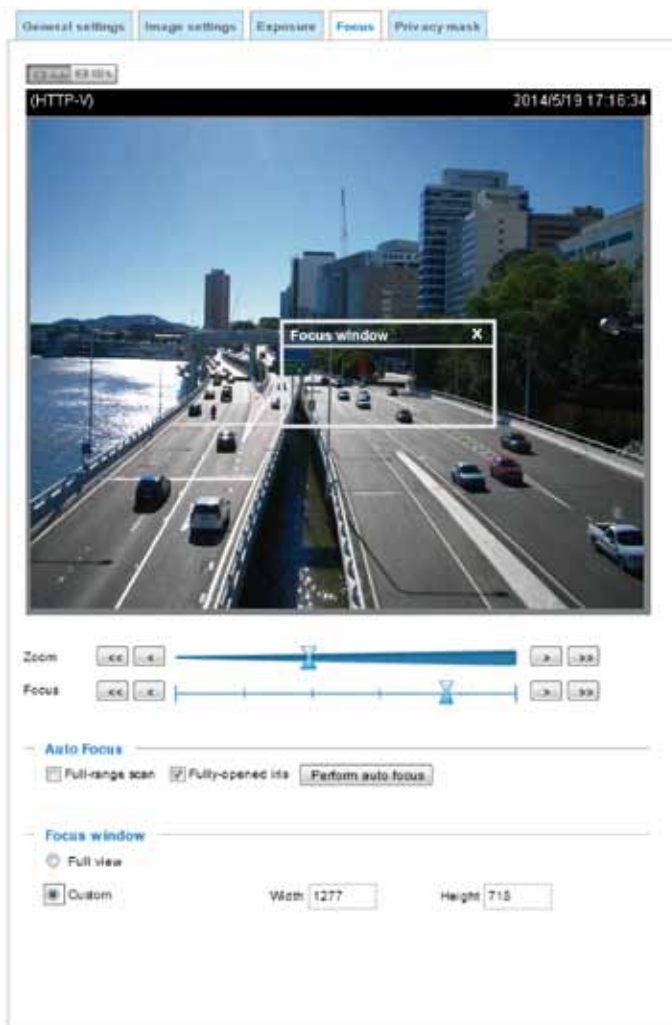 General settings Image settings Exposure Focus Privacy mask
(HTTP-V) 2014/5/19 17:16:34
Focus window X
Zoom << < > >>
Focus << < > >>
Auto Focus
Full-range scan Fully-opened iris Perform auto focus
Focus window
Full view
Custom Width 1277 Height